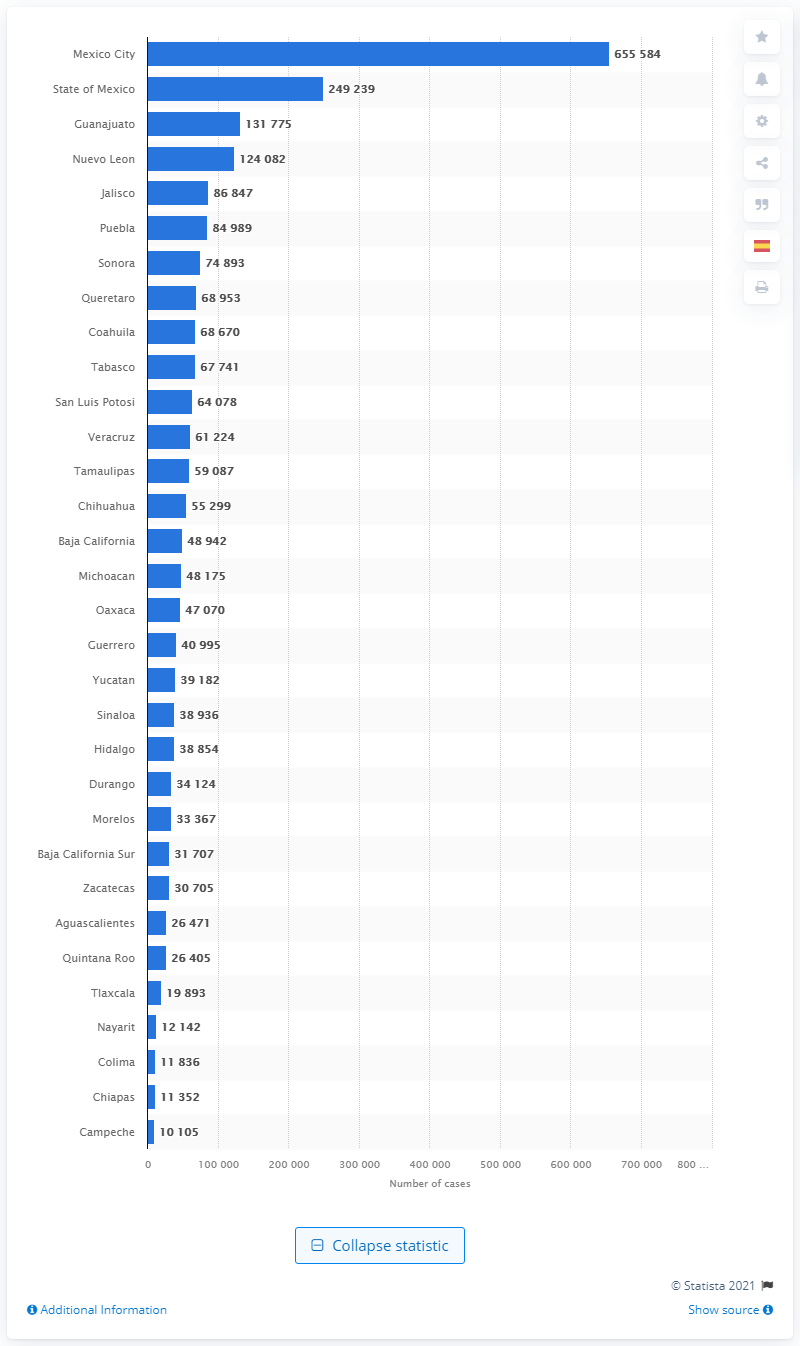 Mexico City 655 584
State of Mexico 249 239
Guanajuato 131 775
Nuevo Leon 124 082
Jalisco 86 847
Puebla 84 989
Sonora 74 893
Queretaro 68 953
Coahuila 68 670
Tabasco 67 741
San Luis Potosi 64 078
Veracruz 61 224
Tamaulipas 59 087
Chihuahua 55 299
Baja California 48 942
Michoacan 48 175
Oaxaca 47 070
Guerrero 40 995
Yucatan 39 182
Sinaloa 38 936
Hidalgo 38 854
Durango 34 124
Morelos 33 367
Baja California Sur 31 707
Zacatecas 30 705
Aguascalientes 26 471
Quintana Roo 26 405
Tlaxcala 19 893
Nayarit 12 142
Colima 11 836
Chiapas 11 352
Campeche 10 105
0 100 000 200 000 300 000 400 000 500 000 600 000 700 000 800 ...
Number of cases
Collapse statistic
© Statista 2021
Additional Information Show source